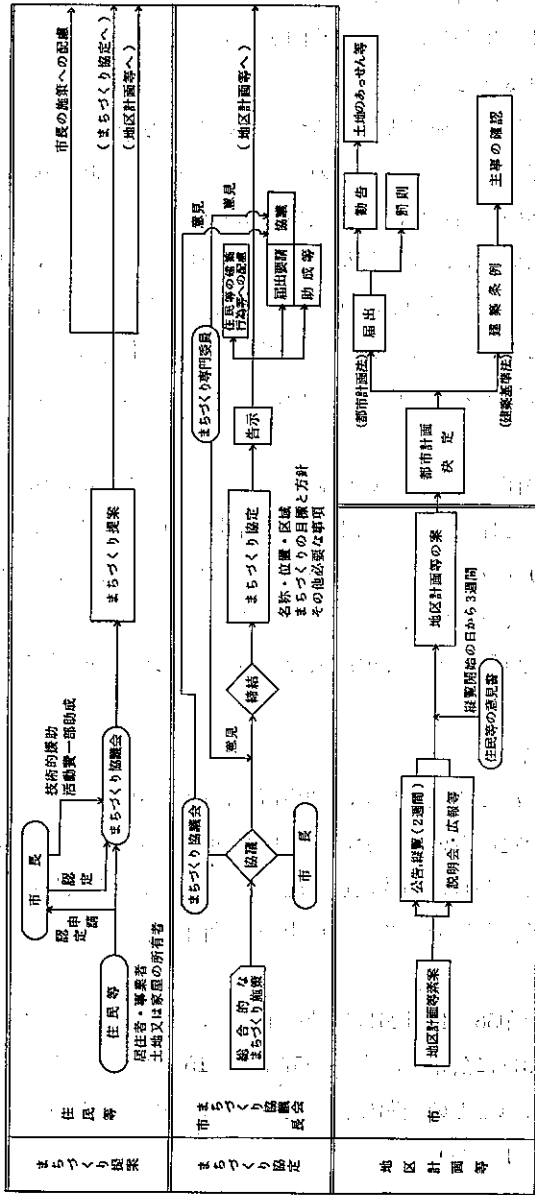 まちづくり提案
住民等
住民等
居住者・事業者
土地又は家屋の所有者
認定
申請
認定
市長
技術的援助
活動費一部助成
まちづくり協議会
まちづくり提案
市長の施策への配慮
(まちづくり協定へ)
(地区計画等へ)
まちづくり協定
まちづくり協議会
市長
総合的な
まちづくり施策
まちづくり協議会
協議
市長
意見
締結
まちづくり協定
名称・位置・区域
まちづくりの目標と方針
その他必要な事項
告示
まちづくり専門委員
住民等の建築
行為等への配慮
届出要請
助成等
協議
意見
意見
(地区計画等へ)
地区計画等
市
地区計画等素案
公告,縦覧(2週間)
説明会・広報等
住民等の意見書
縦覧開始の日から3週間
地区計画等の案
都市計画
決定
(都市計画法)
届出
勧告
罰則
土地のあっせん等
(建築基準法)
建築条例
主事の確認